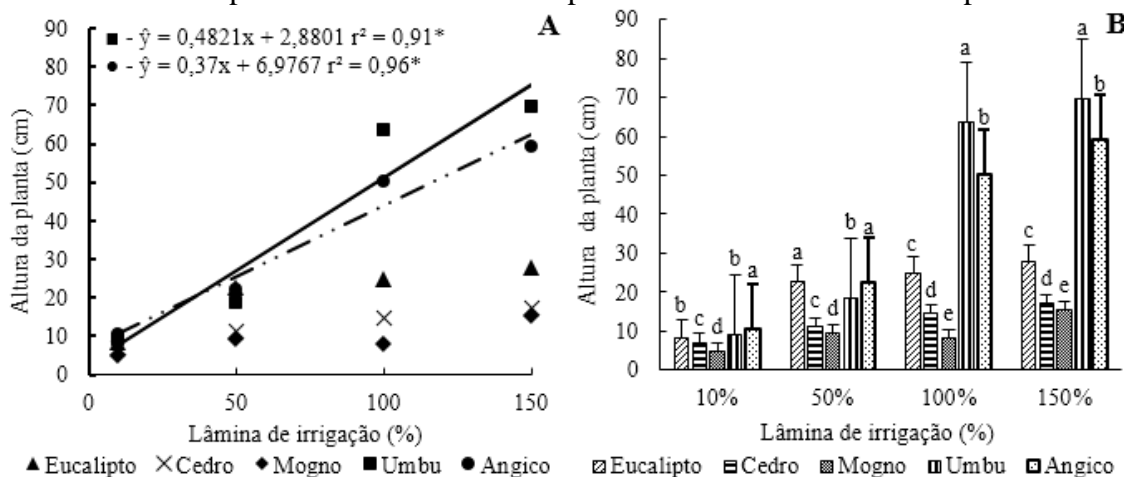 90
80
70
60
50
40
30
20
10
0
Altura da planta (cm)
- ŷ = 0,4821x + 2,8801 r² = 0,91*
- ŷ = 0,37x + 6,9767 r² = 0,96*
A
0 50 100 150
Lâmina de irrigação (%)
Eucalipto Cedro Mogno Umbu Angico
90
80
70
60
50
40
30
20
10
0
Altura da planta (cm)
B
b c d b a
a c d b a
c d e a b
c d e a b
10% 50% 100% 150%
Lâmina de irrigação (%)
Eucalipto Cedro Mogno Umbu Angico